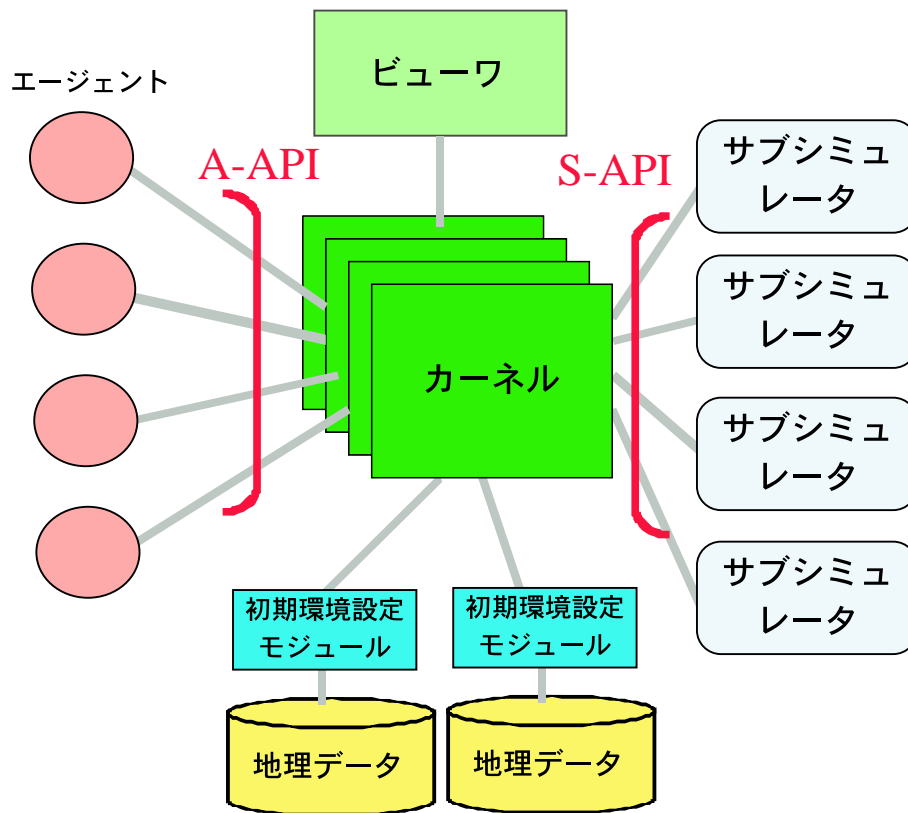 ビューワ
エージェント
A-API
S-API
サブシミュ
レータ
サブシミュ
レータ
カーネル
サブシミュ
レータ
サブシミュ
レータ
初期環境設定
モジュール
初期環境設定
モジュール
地理データ
地理データ